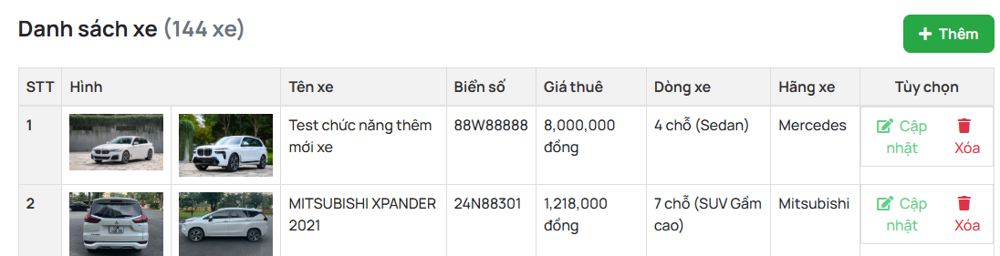 Danh sách xe (144 xe)
Thêm
STT Hình Tên xe Biển số Giá thuê Dòng xe Hãng xe Tùy chọn
1 Test chức năng thêm 88W88888 8,000,000 4 chỗ (Sedan) Mercedes Cập
mới xe đồng nhật Xóa
2 MITSUBISHI XPANDER 24N88301 1,218,000 7 chỗ (SUV Gầm Mitsubishi Cập
2021 đồng cao) nhật Xóa